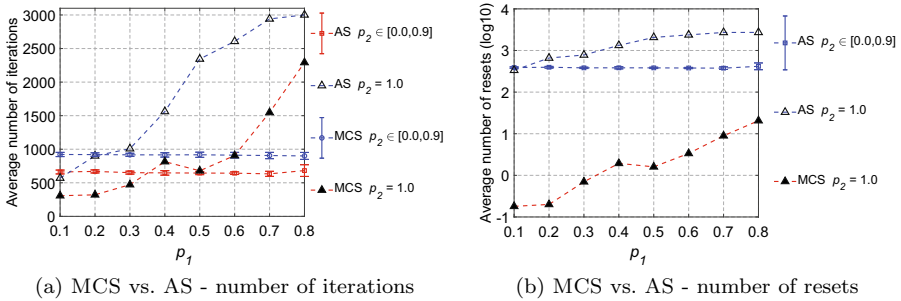 3000
2500
2000
1500
1000
500
0
Average number of iterations
0.1 0.2 0.3 0.4 0.5 0.6 0.7 0.8
p₁
AS p₂ ∈ [0.0,0.9]
AS p₂ = 1.0
MCS p₂ ∈ [0.0,0.9]
MCS p₂ = 1.0
(a) MCS vs. AS - number of iterations
4
3
2
1
0
-1
Average number of resets (log10)
0.1 0.2 0.3 0.4 0.5 0.6 0.7 0.8
p₁
AS p₂ ∈ [0.0,0.9]
AS p₂ = 1.0
MCS p₂ = 1.0
(b) MCS vs. AS - number of resets